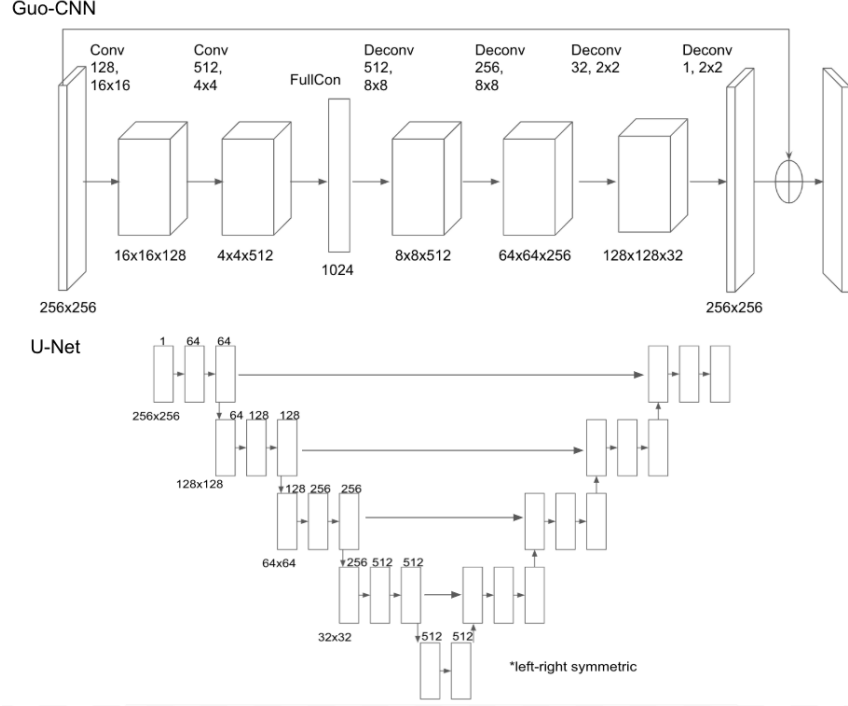 Guo-CNN
Conv
128,
16x16
Conv
512,
4x4
FullCon
Deconv
512,
8x8
Deconv
256,
8x8
Deconv
32, 2x2
Deconv
1, 2x2
16x16x128
4x4x512
1024
8x8x512
64x64x256
128x128x32
256x256
256x256
U-Net
1 64 64
256x256
64 128 128
128x128
128 256 256
64x64
256 512 512
32x32
512 512
*left-right symmetric